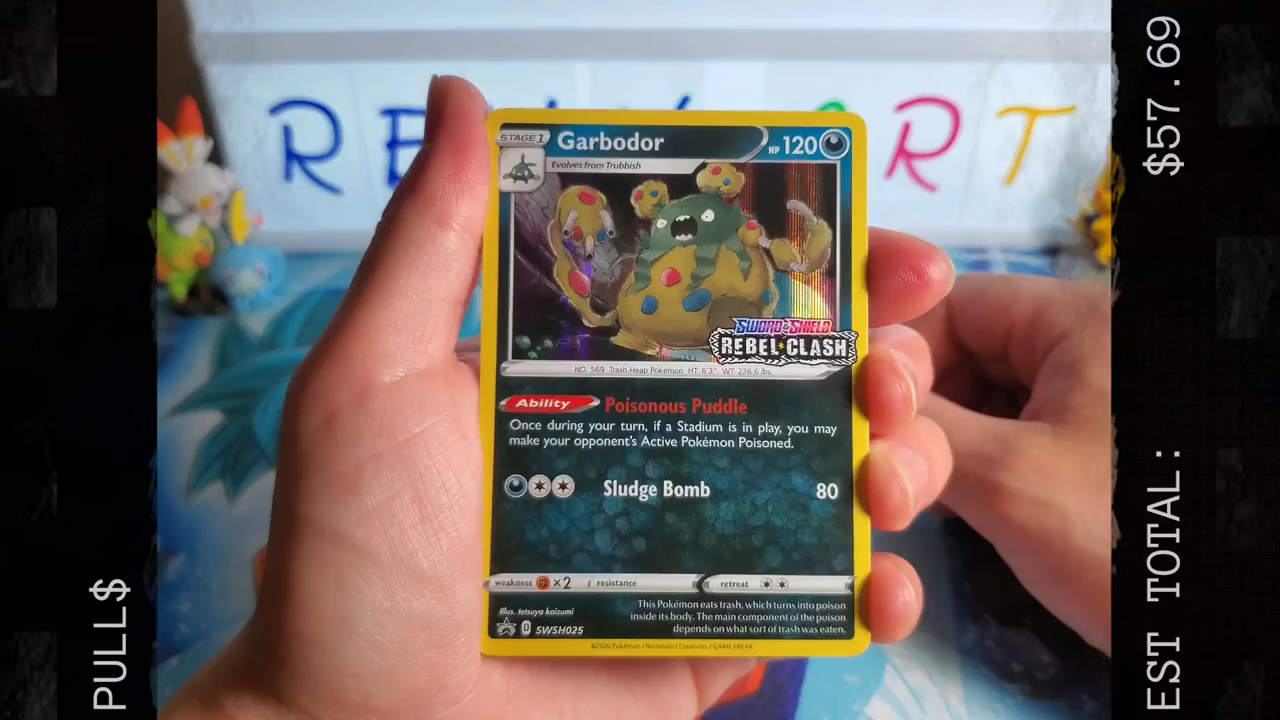 PULL$
STAGE 1
Garbodor
HP 120
Evolves from Trubbish
SWORD & SHIELD
REBEL CLASH
NO. 569 Trash Heap Pokémon HT: 6'3" WT: 236.6 lbs.
Ability Poisonous Puddle
Once during your turn, if a Stadium is in play, you may
make your opponent's Active Pokémon Poisoned.
Sludge Bomb 80
weakness ×2 resistance retreat
Illus. tetsuya koizumi
This Pokémon eats trash, which turns into poison
inside its body. The main component of the poison
depends on what sort of trash was eaten.
SWSH025
©2020 Pokémon / Nintendo / Creatures / GAME FREAK
EST TOTAL: $57.69